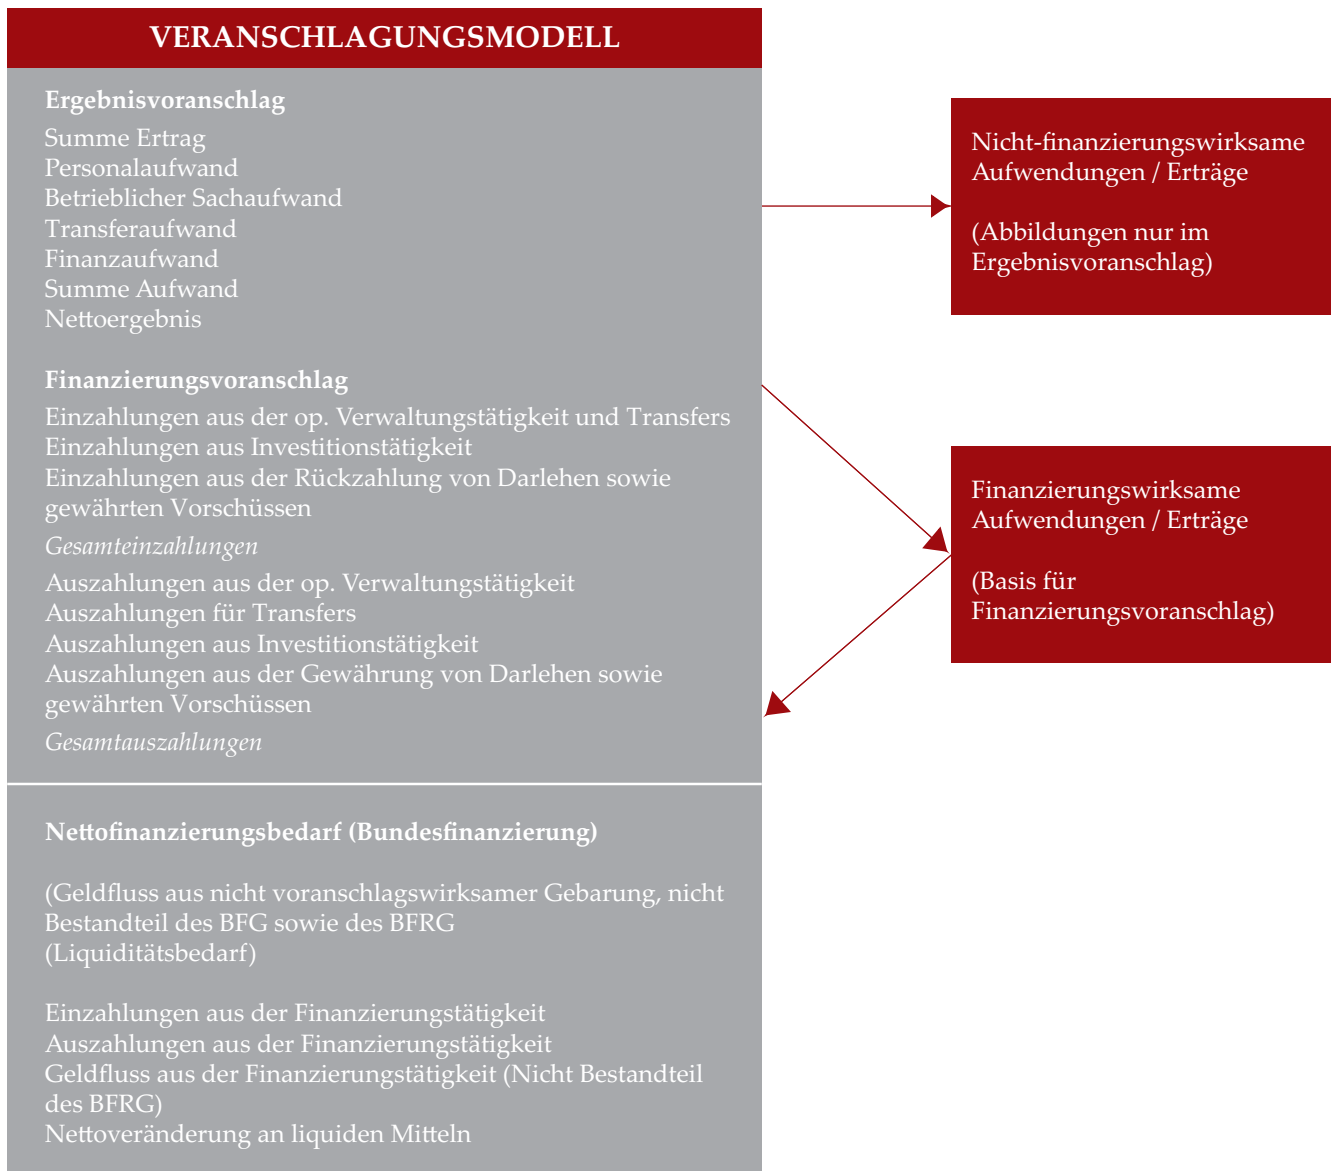 VERANSCHLAGUNGSMODELL
Ergebnisvoranschlag
Summe Ertrag
Personalaufwand
Betrieblicher Sachaufwand
Transferaufwand
Finanzaufwand
Summe Aufwand
Nettoergebnis
Finanzierungsvoranschlag
Einzahlungen aus der op. Verwaltungstätigkeit und Transfers
Einzahlungen aus Investitionstätigkeit
Einzahlungen aus der Rückzahlung von Darlehen sowie
gewährten Vorschüssen
Gesamteinzahlungen
Auszahlungen aus der op. Verwaltungstätigkeit
Auszahlungen für Transfers
Auszahlungen aus Investitionstätigkeit
Auszahlungen aus der Gewährung von Darlehen sowie
gewährten Vorschüssen
Gesamtauszahlungen
Nettofinanzierungsbedarf (Bundesfinanzierung)
(Geldfluss aus nicht voranschlagswirksamer Gebarung, nicht
Bestandteil des BFG sowie des BFRG
(Liquiditätsbedarf)
Einzahlungen aus der Finanzierungstätigkeit
Auszahlungen aus der Finanzierungstätigkeit
Geldfluss aus der Finanzierungstätigkeit (Nicht Bestandteil
des BFRG)
Nettoveränderung an liquiden Mitteln
Nicht-finanzierungswirksame
Aufwendungen / Erträge
(Abbildungen nur im
Ergebnisvoranschlag)
Finanzierungswirksame
Aufwendungen / Erträge
(Basis für
Finanzierungsvoranschlag)